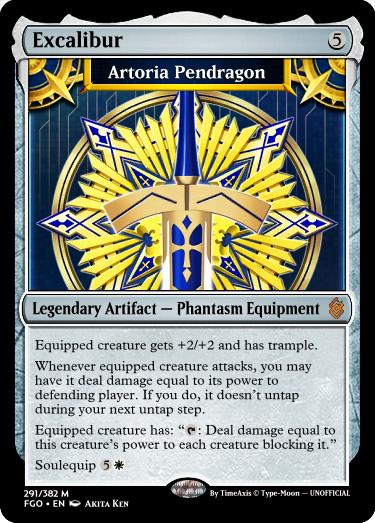 Excalibur 5
Artoria Pendragon
Legendary Artifact — Phantasm Equipment
Equipped creature gets +2/+2 and has trample.
Whenever equipped creature attacks, you may
have it deal damage equal to its power to
defending player. If you do, it doesn't untap
during your next untap step.
Equipped creature has: “: Deal damage equal to
this creature's power to each creature blocking it.”
Soulequip 5
291/382 M
FGO • EN Akita Ken
By TimeAxis © Type-Moon — UNOFFICIAL